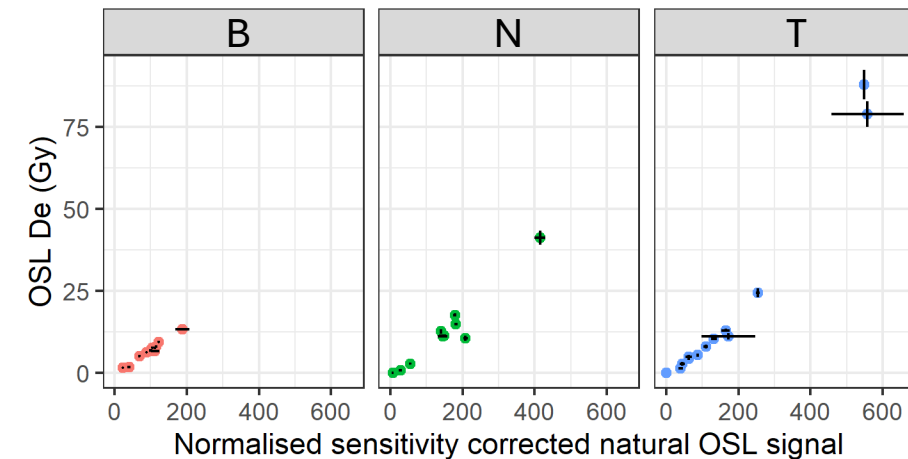 B N T
75
50
25
0
0 200 400 600 0 200 400 600 0 200 400 600
OSL De (Gy)
Normalised sensitivity corrected natural OSL signal